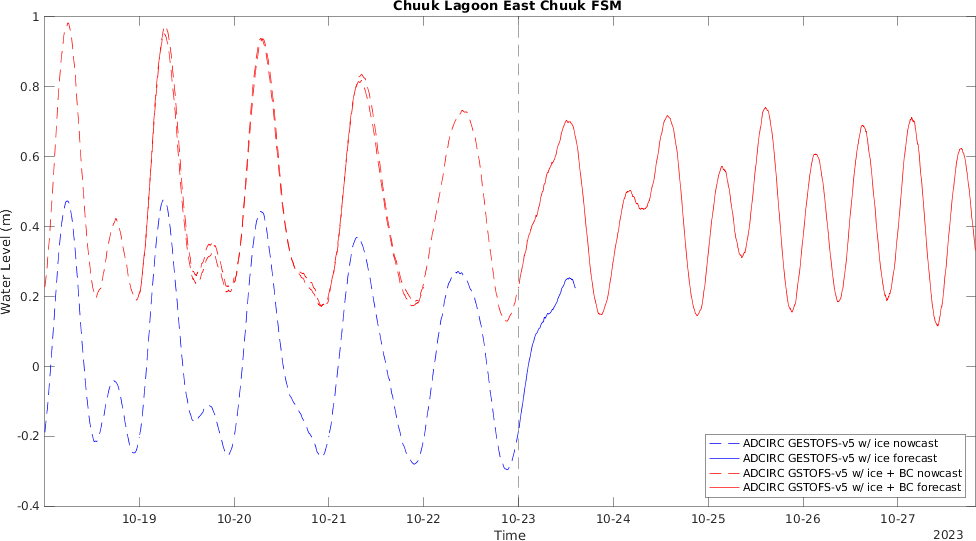 Chuuk Lagoon East Chuuk FSM
1
0.8
0.6
0.4
0.2
0
-0.2
-0.4
Water Level (m)
ADCIRC GESTOFS-v5 w/ ice nowcast
ADCIRC GESTOFS-v5 w/ ice forecast
ADCIRC GSTOFS-v5 w/ ice + BC nowcast
ADCIRC GSTOFS-v5 w/ ice + BC forecast
10-19 10-20 10-21 10-22 10-23 10-24 10-25 10-26 10-27
Time
2023